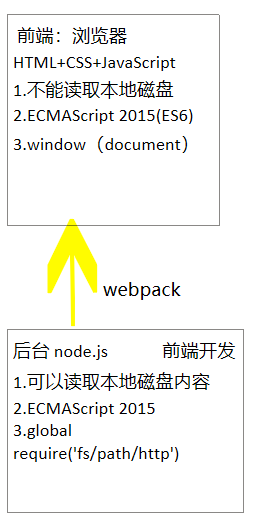 前端：浏览器
HTML+CSS+JavaScript
1.不能读取本地磁盘
2.ECMAScript 2015(ES6)
3.window（document）
webpack
后台 node.js 前端开发
1.可以读取本地磁盘内容
2.ECMAScript 2015
3.global
require('fs/path/http')